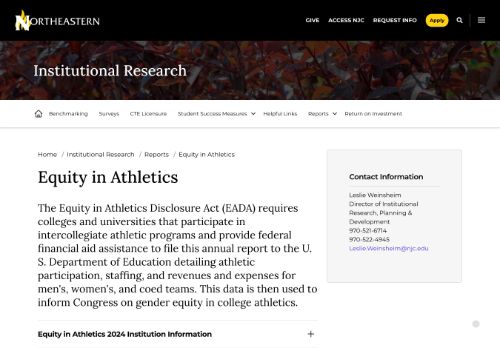 NORTHEASTERN
GIVE ACCESS NJC REQUEST INFO Apply
Institutional Research
Benchmarking Surveys CTE Licensure Student Success Measures Helpful Links Reports Return on Investment
Home / Institutional Research / Reports / Equity in Athletics
Equity in Athletics
The Equity in Athletics Disclosure Act (EADA) requires
colleges and universities that participate in
intercollegiate athletic programs and provide federal
financial aid assistance to file this annual report to the U.
S. Department of Education detailing athletic
participation, staffing, and revenues and expenses for
men's, women's, and coed teams. This data is then used to
inform Congress on gender equity in college athletics.
Equity in Athletics 2024 Institution Information
Contact Information
Leslie Weinsheim
Director of Institutional
Research, Planning &
Development
970-521-6714
970-522-4945
Leslie.Weinsheim@njc.edu